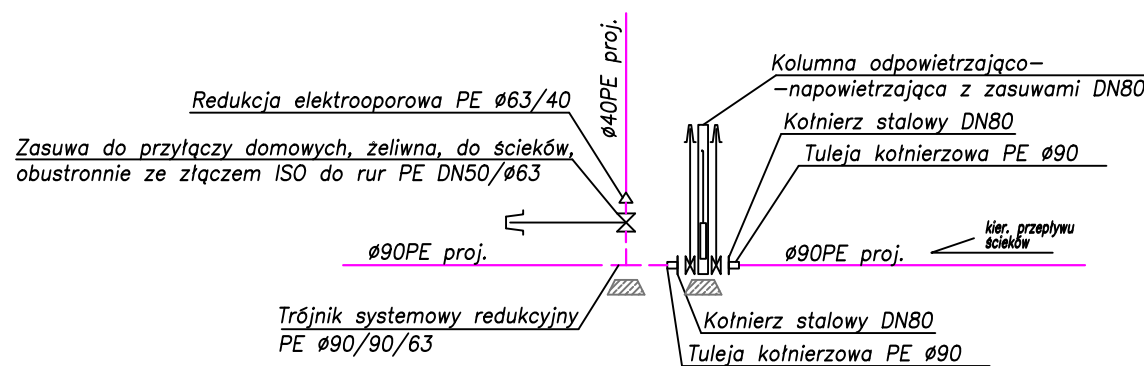 ø40PE proj.
Kolumna odpowietrzająco-
-napowietrzająca z zasuwami DN80
Redukcja elektrooporowa PE ø63/40
Kołnierz stalowy DN80
Zasuwa do przyłączy domowych, żeliwna, do ścieków,
obustronnie ze złączem ISO do rur PE DN50/ø63
Tuleja kołnierzowa PE ø90
kier. przepływu
ścieków
ø90PE proj.
ø90PE proj.
Trójnik systemowy redukcyjny
PE ø90/90/63
Kołnierz stalowy DN80
Tuleja kołnierzowa PE ø90